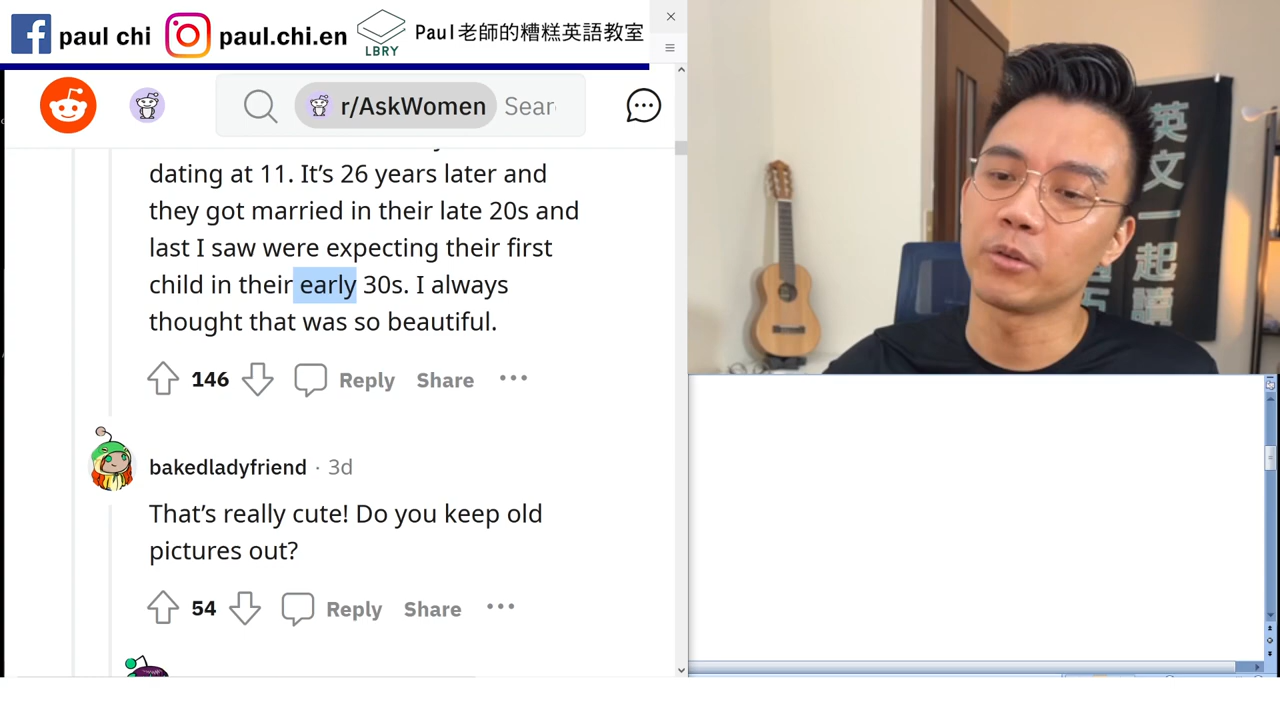 paul chi
paul.chi.en
LBRY
Paul老師的糟糕英語教室
r/AskWomen
Sear
dating at 11. It’s 26 years later and
they got married in their late 20s and
last I saw were expecting their first
child in their early 30s. I always
thought that was so beautiful.
146
Reply
Share
bakedladyfriend · 3d
That’s really cute! Do you keep old
pictures out?
54
Reply
Share
英文一起讀